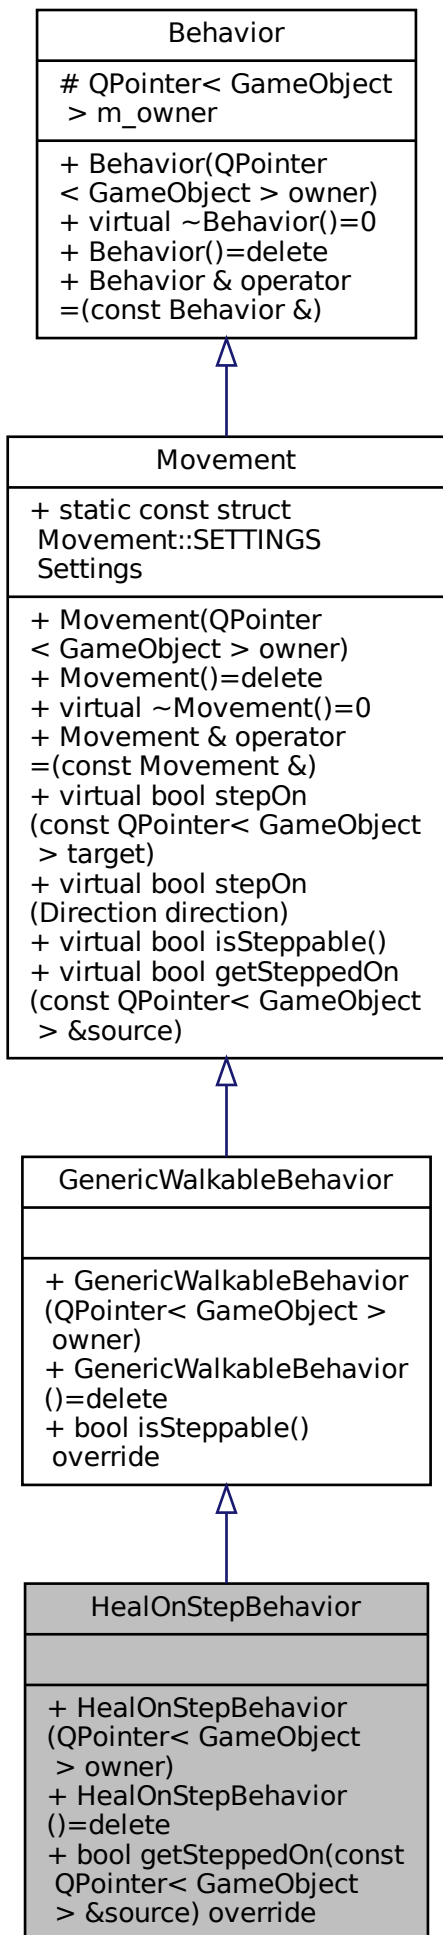 Behavior
# QPointer< GameObject
> m_owner
+ Behavior(QPointer
< GameObject > owner)
+ virtual ~Behavior()=0
+ Behavior()=delete
+ Behavior & operator
=(const Behavior &)
Movement
+ static const struct
Movement::SETTINGS
Settings
+ Movement(QPointer
< GameObject > owner)
+ Movement()=delete
+ virtual ~Movement()=0
+ Movement & operator
=(const Movement &)
+ virtual bool stepOn
(const QPointer< GameObject
> target)
+ virtual bool stepOn
(Direction direction)
+ virtual bool isSteppable()
+ virtual bool getSteppedOn
(const QPointer< GameObject
> &source)
GenericWalkableBehavior
+ GenericWalkableBehavior
(QPointer< GameObject >
owner)
+ GenericWalkableBehavior
()=delete
+ bool isSteppable()
override
HealOnStepBehavior
+ HealOnStepBehavior
(QPointer< GameObject
> owner)
+ HealOnStepBehavior
()=delete
+ bool getSteppedOn(const
QPointer< GameObject
> &source) override